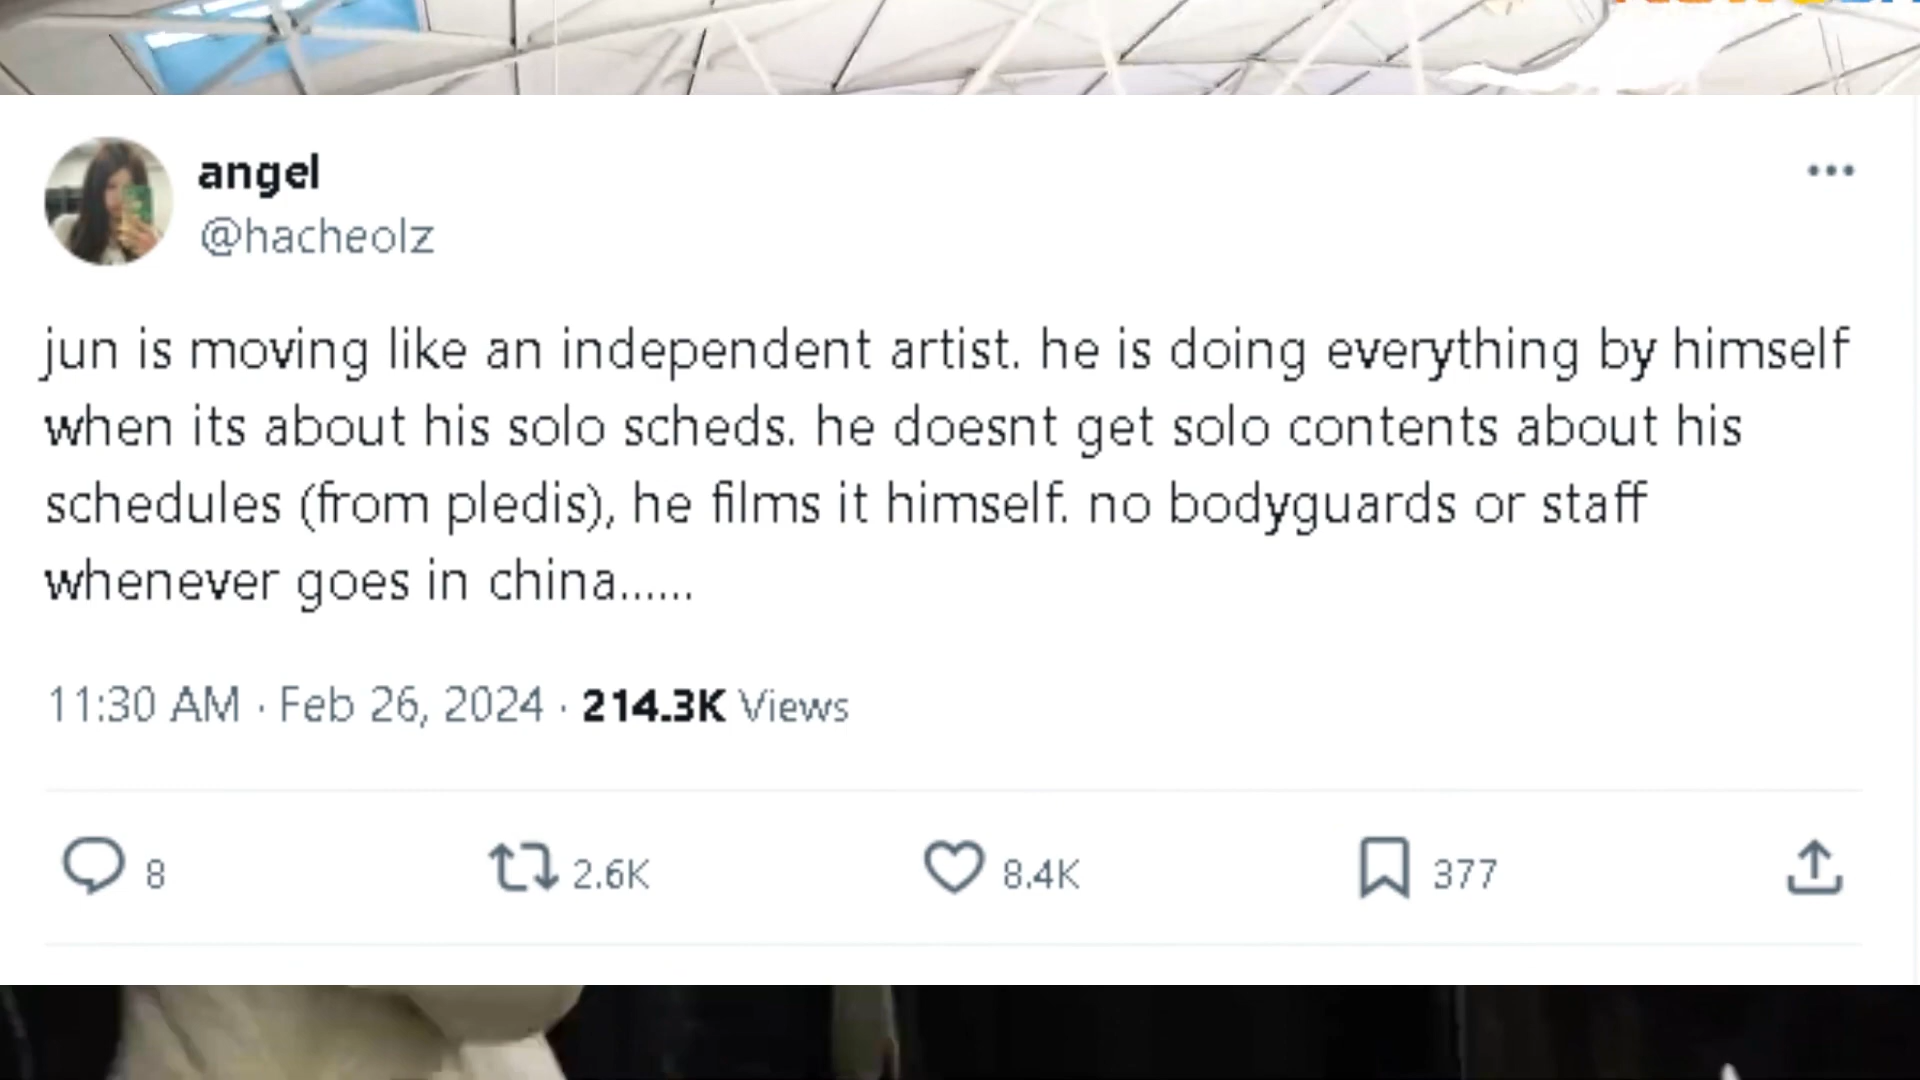 angel
@hacheolz
jun is moving like an independent artist. he is doing everything by himself
when its about his solo scheds. he doesnt get solo contents about his
schedules (from pledis), he films it himself. no bodyguards or staff
whenever goes in china......
11:30 AM · Feb 26, 2024 · 214.3K Views
8 2.6K 8.4K 377